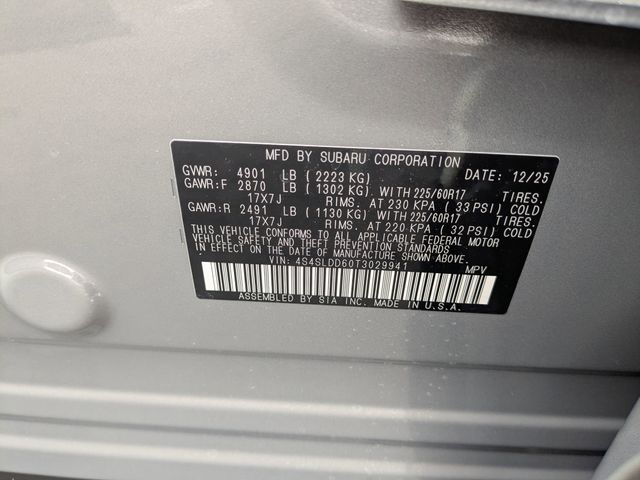 MFD BY SUBARU CORPORATION DATE: 12/25
GVWR: 4901 LB ( 2223 KG)
GAWR:F 2870 LB ( 1302 KG) WITH 225/60R17 TIRES.
17X7J RIMS. AT 230 KPA ( 33 PSI) COLD
GAWR:R 2491 LB ( 1130 KG) WITH 225/60R17 TIRES.
17X7J RIMS. AT 220 KPA ( 32 PSI) COLD
THIS VEHICLE CONFORMS TO ALL APPLICABLE FEDERAL MOTOR
VEHICLE SAFETY AND THEFT PREVENTION STANDARDS
IN EFFECT ON THE DATE OF MANUFACTURE SHOWN ABOVE.
VIN: 4S4SLDD60T3029941 MPV
ASSEMBLED BY SIA INC. MADE IN U.S.A.